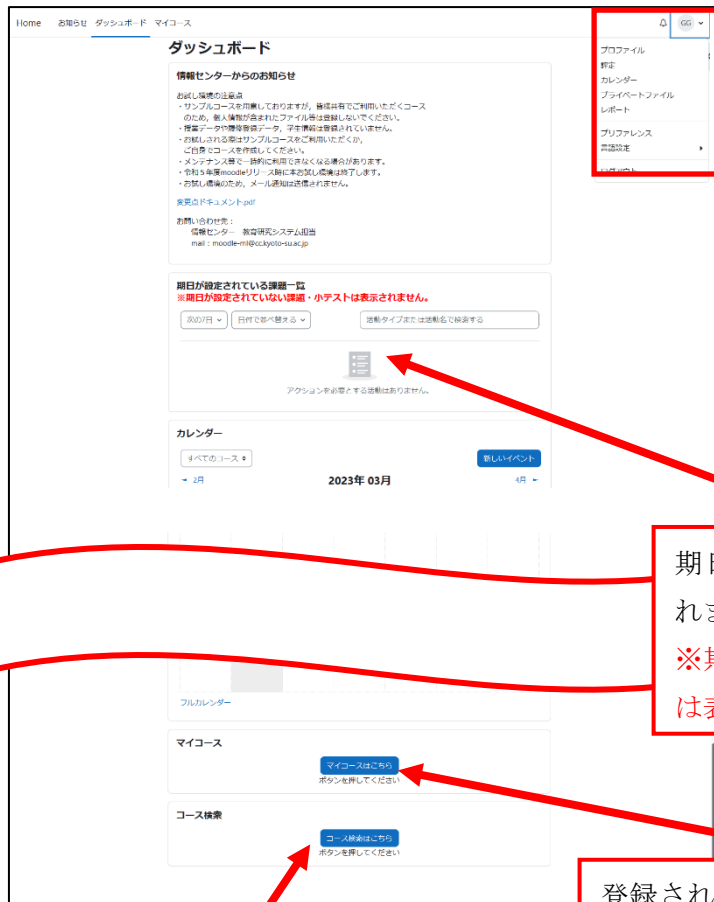 Home お知らせ ダッシュボード マイコース
GG
プロファイル
評定
カレンダー
プライベートファイル
レポート
プリファレンス
言語設定
ログアウト
ダッシュボード
情報センターからのお知らせ
お試し環境の注意点
・サンプルコースを用意しておりますが，皆様共有でご利用いただくコース
のため，個人情報が含まれたファイル等は登録しないでください。
・授業データや履修登録データ，学生情報は登録されていません。
・お試しされる際はサンプルコースをご利用いただくか，
ご自身でコースを作成してください。
・メンテナンス等で一時的に利用できなくなる場合があります。
・令和５年度moodleリリース時に本お試し環境は終了します。
・お試し環境のため，メール通知は送信されません。
変更点ドキュメント.pdf
お問い合わせ先：
情報センター 教育研究システム担当
mail：moodle-ml@cc.kyoto-su.ac.jp
期日が設定されている課題一覧
※期日が設定されていない課題・小テストは表示されません。
次の7日 日付で並べ替える 活動タイプまたは活動名で検索する
アクションを必要とする活動はありません。
カレンダー
すべてのコース 新しいイベント
2月 2023年 03月 4月
期日
れま
※期
は表
フルカレンダー
マイコース
マイコースはこちら
ボタンを押してください
コース検索
コース検索はこちら
ボタンを押してください
登録され